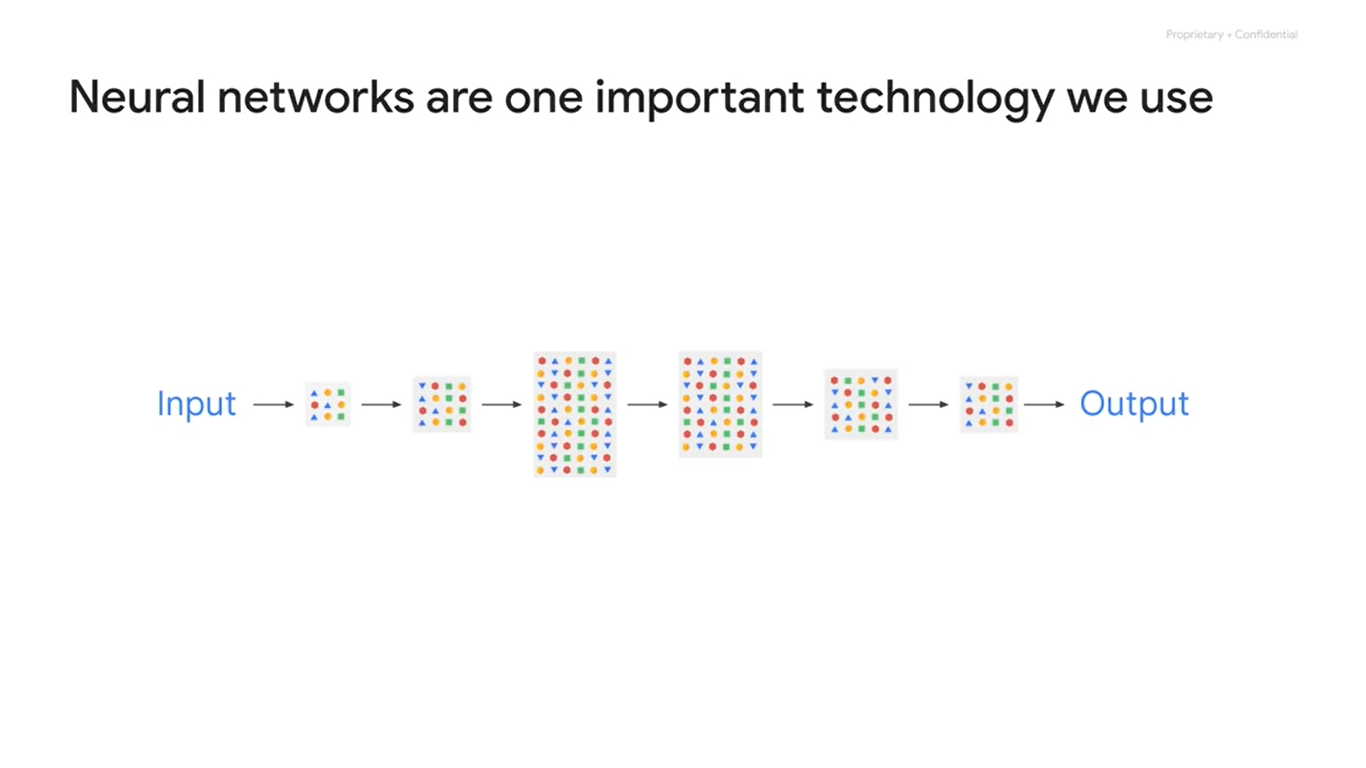 Proprietary + Confidential
Neural networks are one important technology we use
Input
Output